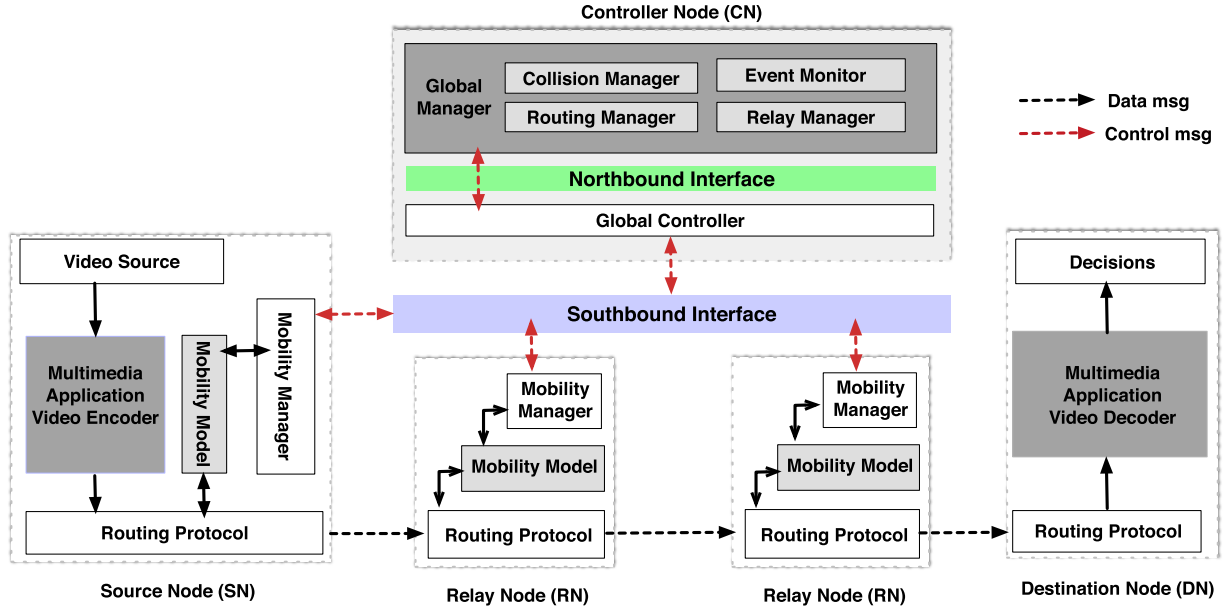 Controller Node (CN)
Global
Manager
Collision Manager
Event Monitor
Routing Manager
Relay Manager
Northbound Interface
Global Controller
Data msg
Control msg
Video Source
Multimedia
Application
Video Encoder
Mobility Model
Mobility Manager
Routing Protocol
Source Node (SN)
Southbound Interface
Mobility
Manager
Mobility Model
Routing Protocol
Relay Node (RN)
Mobility
Manager
Mobility Model
Routing Protocol
Relay Node (RN)
Decisions
Multimedia
Application
Video Decoder
Routing Protocol
Destination Node (DN)